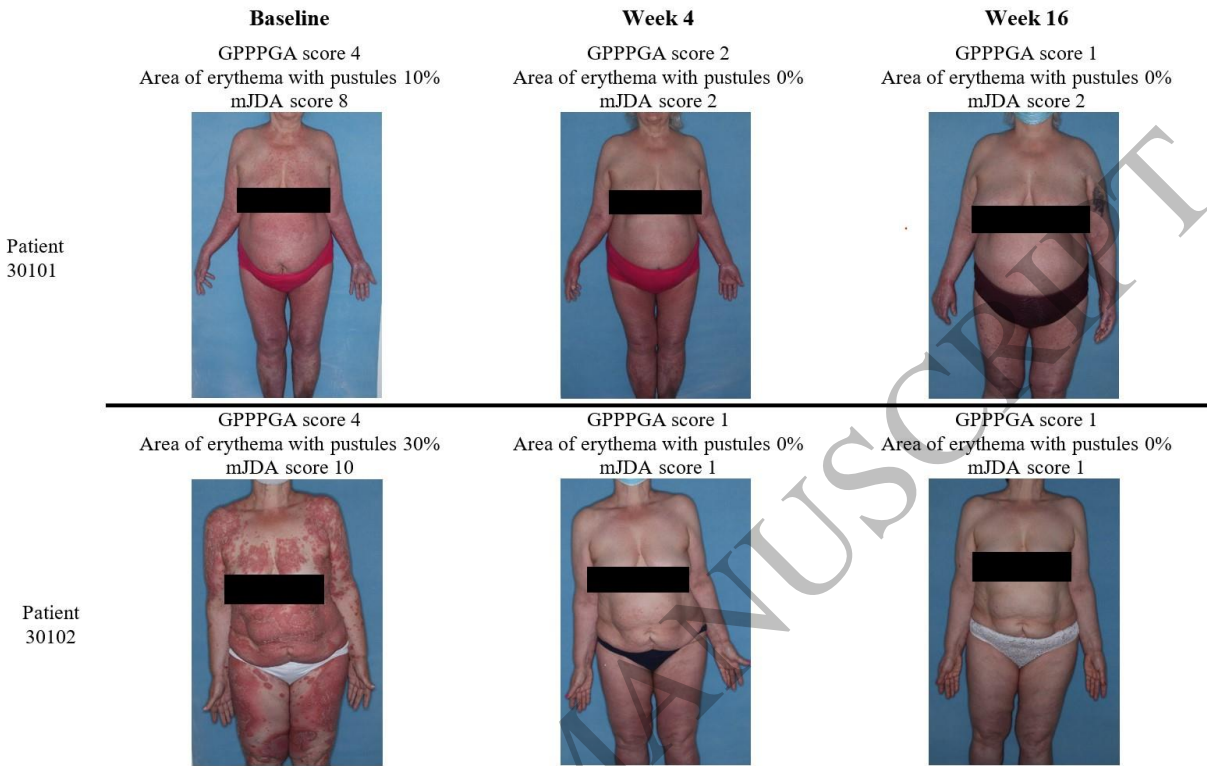 Baseline
Week 4
Week 16
GPPPGA score 4
Area of erythema with pustules 10%
mJDA score 8
GPPPGA score 2
Area of erythema with pustules 0%
mJDA score 2
GPPPGA score 1
Area of erythema with pustules 0%
mJDA score 2
Patient
30101
GPPPGA score 4
Area of erythema with pustules 30%
mJDA score 10
GPPPGA score 1
Area of erythema with pustules 0%
mJDA score 1
GPPPGA score 1
Area of erythema with pustules 0%
mJDA score 1
Patient
30102
MANUSCRIPT